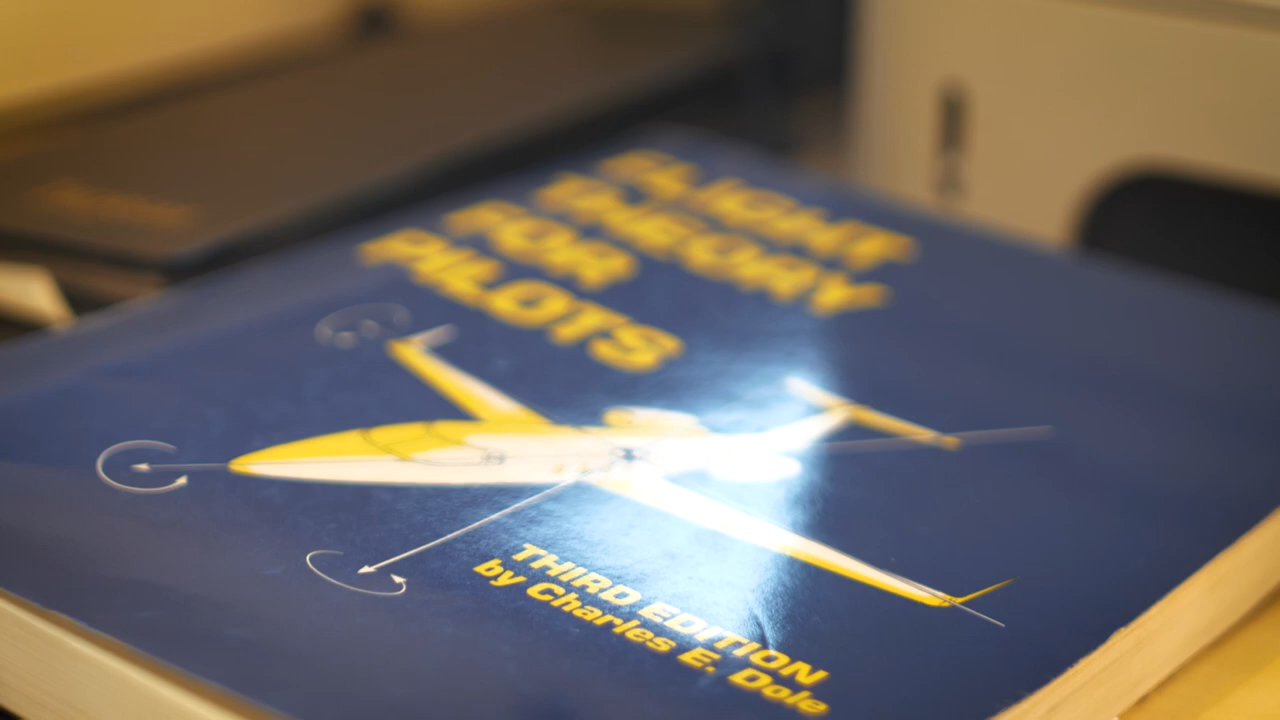 FLIGHT
THEORY
FOR
PILOTS
THIRD EDITION
by Charles E. Dole